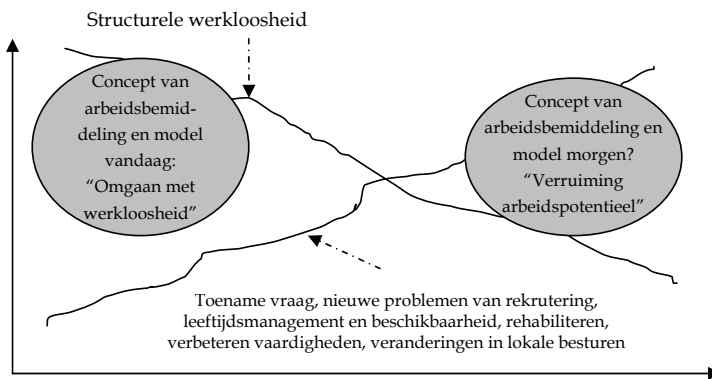 Structurele werkloosheid
Concept van
arbeidsbemid-
deling en model
vandaag:
“Omgaan met
werkloosheid”
Concept van
arbeidsbemiddeling en
model morgen?
“Verruiming
arbeidspotentieel”
Toename vraag, nieuwe problemen van rekrutering,
leeftijdsmanagement en beschikbaarheid, rehabiliteren,
verbeteren vaardigheden, veranderingen in lokale besturen